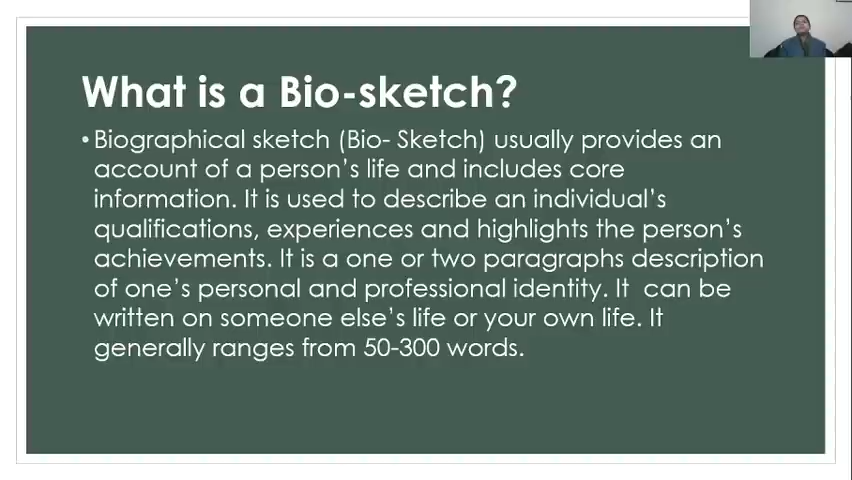 What is a Bio-sketch?
• Biographical sketch (Bio- Sketch) usually provides an
account of a person's life and includes core
information. It is used to describe an individual's
qualifications, experiences and highlights the person's
achievements. It is a one or two paragraphs description
of one's personal and professional identity. It  can be
written on someone else's life or your own life. It
generally ranges from 50-300 words.